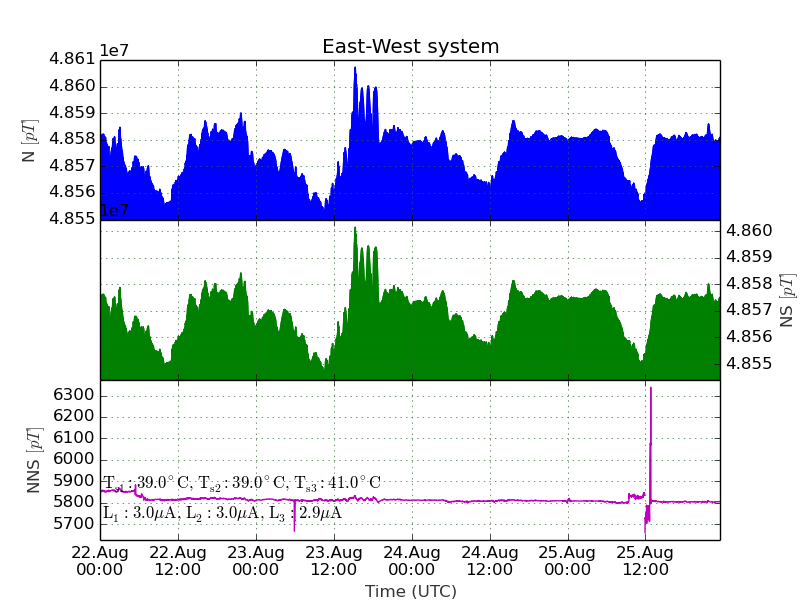 East-West system
1e7
4.861
4.860
4.859
4.858
4.857
4.856
4.855
N [pT]
1e7
4.860
4.859
4.858
4.857
4.856
4.855
NS [pT]
6300
6200
6100
6000
5900
5800
5700
NNS [pT]
T_s1 : 39.0°C, T_s2 : 39.0°C, T_s3 : 41.0°C
L_1 : 3.0μA, L_2 : 3.0μA, L_3 : 2.9μA
22.Aug 22.Aug 23.Aug 23.Aug 24.Aug 24.Aug 25.Aug 25.Aug
00:00 12:00 00:00 12:00 00:00 12:00 00:00 12:00
Time (UTC)